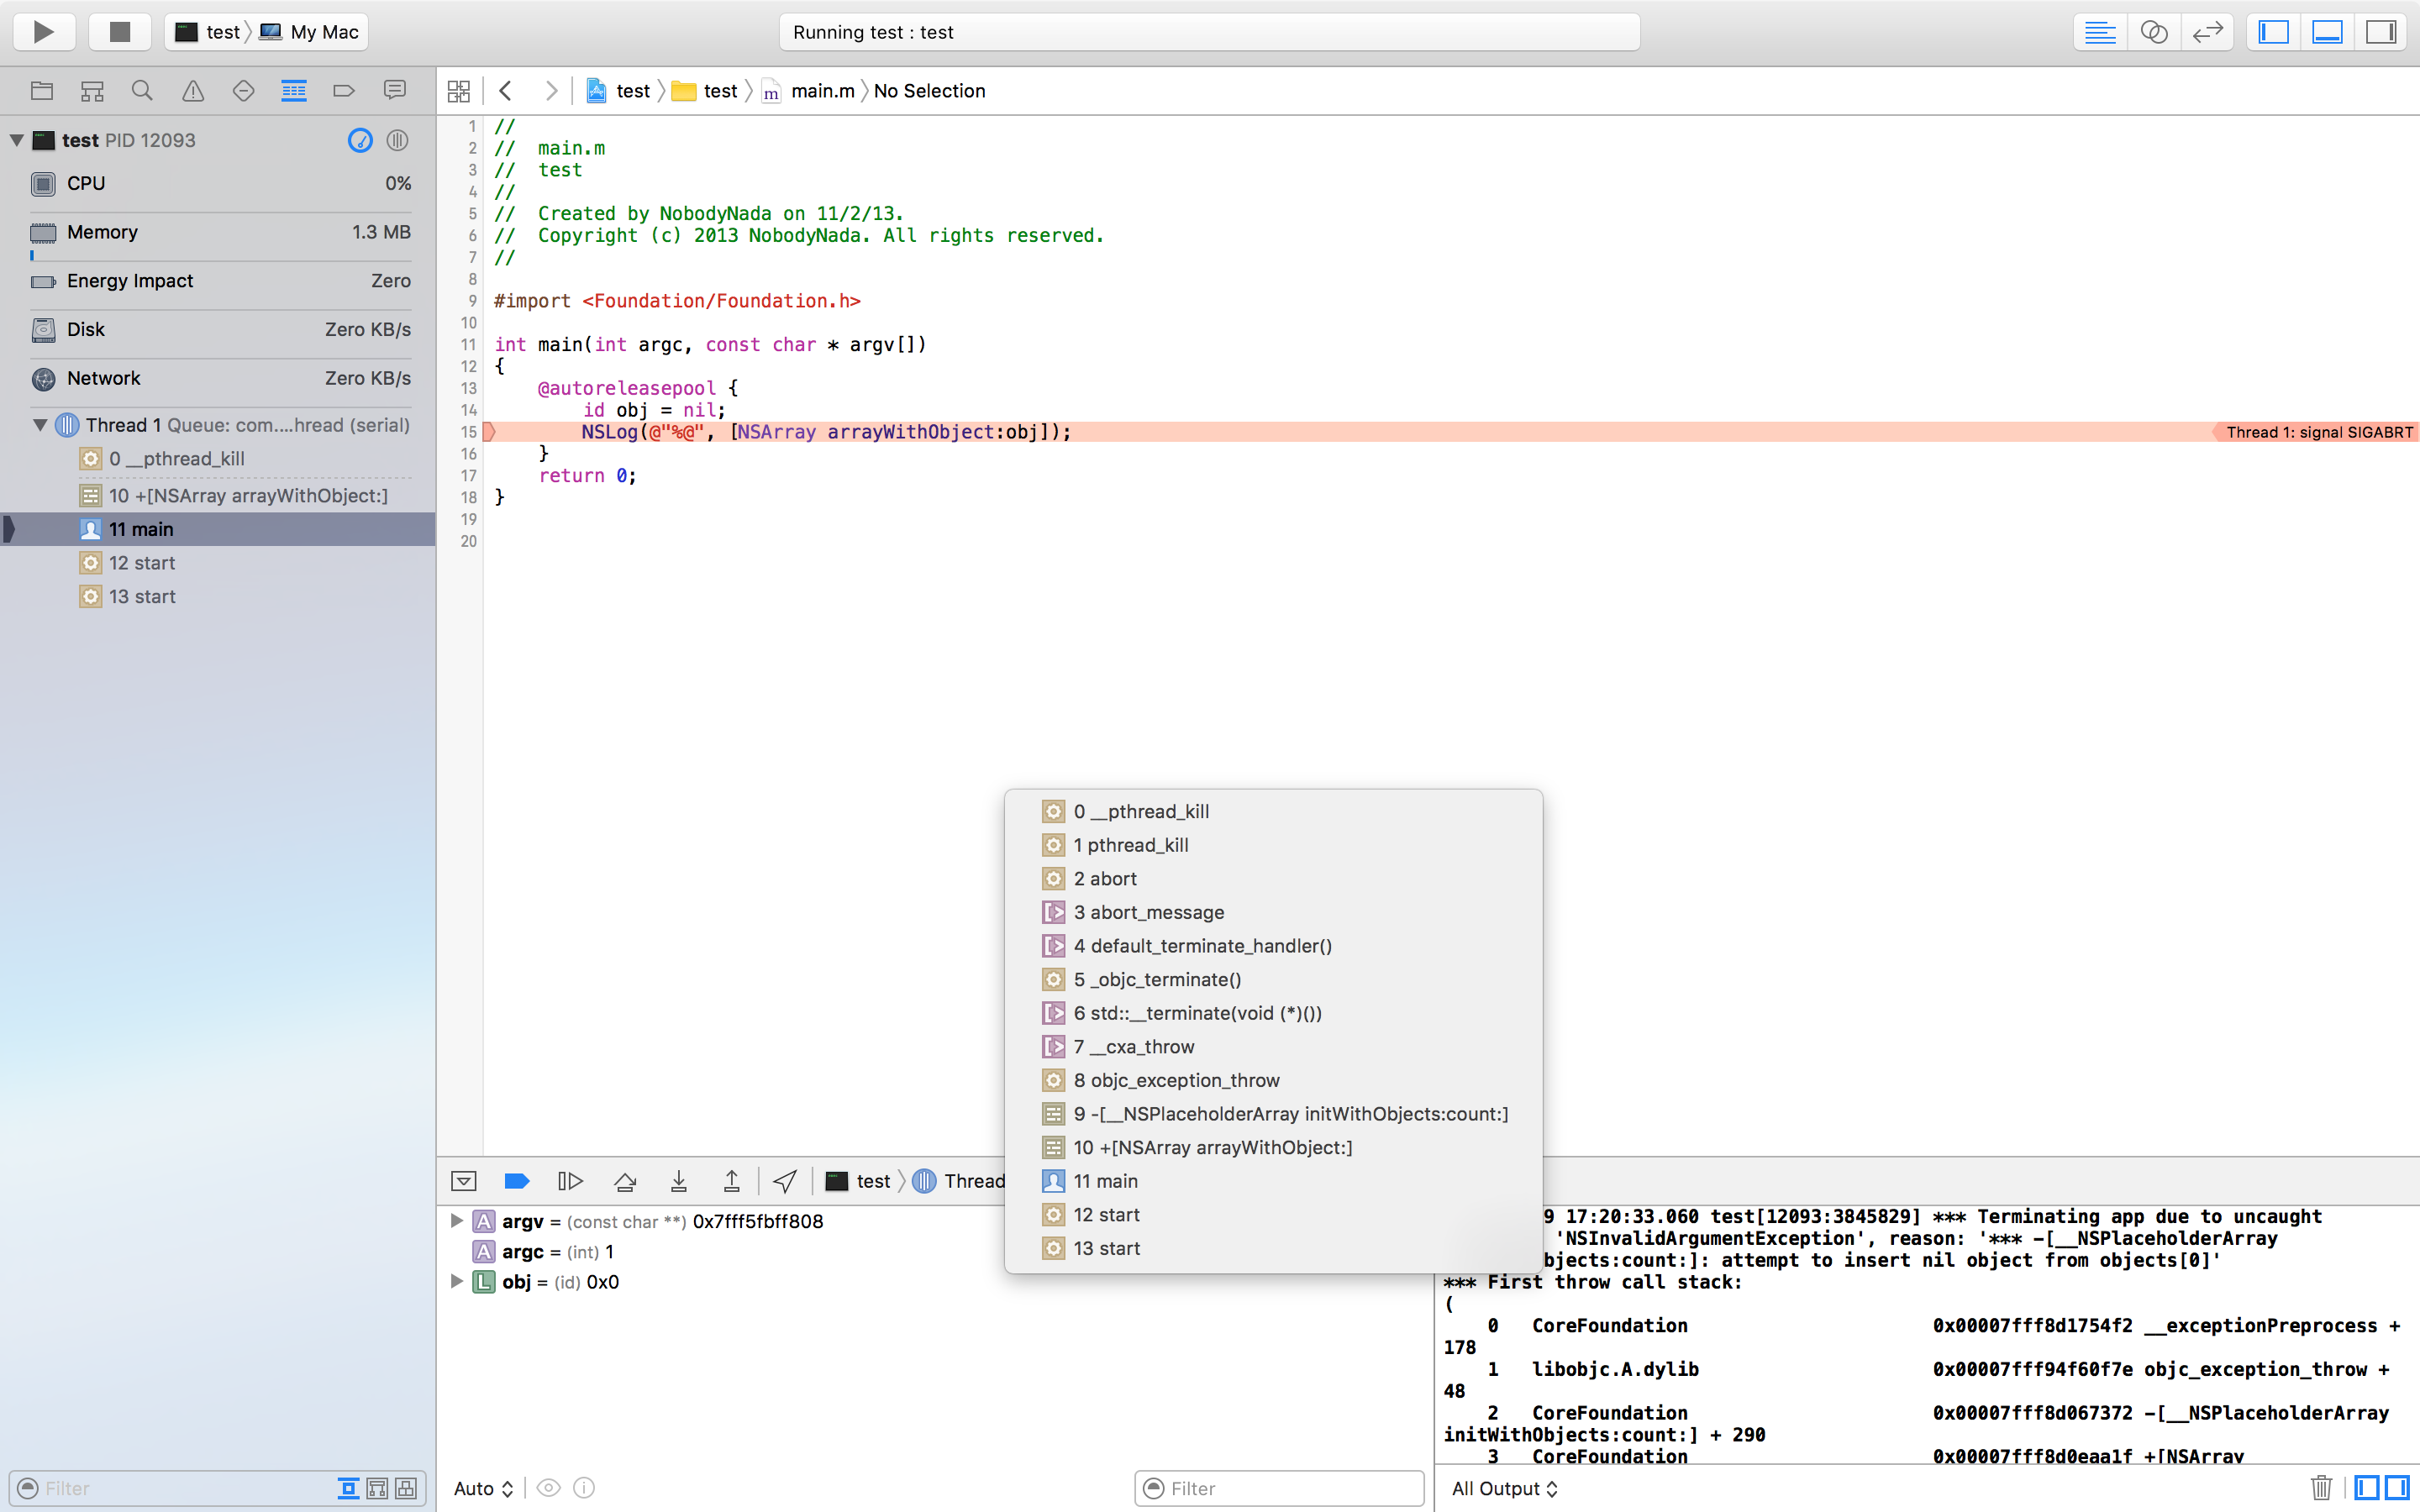 test
My Mac
Running test : test
test
test
main.m
No Selection
test PID 12093
CPU 0%
Memory 1.3 MB
Energy Impact Zero
Disk Zero KB/s
Network Zero KB/s
Thread 1 Queue: com....hread (serial)
0 __pthread_kill
10 +[NSArray arrayWithObject:]
11 main
12 start
13 start
Filter
1 //
2 //  main.m
3 //  test
4 //
5 //  Created by NobodyNada on 11/2/13.
6 //  Copyright (c) 2013 NobodyNada. All rights reserved.
7 //
8
9 #import <Foundation/Foundation.h>
10
11 int main(int argc, const char * argv[])
12 {
13     @autoreleasepool {
14         id obj = nil;
15         NSLog(@"%@", [NSArray arrayWithObject:obj]); Thread 1: signal SIGABRT
16     }
17     return 0;
18 }
19
20
0 __pthread_kill
1 pthread_kill
2 abort
3 abort_message
4 default_terminate_handler()
5 _objc_terminate()
6 std::__terminate(void (*)())
7 __cxa_throw
8 objc_exception_throw
9 -[__NSPlaceholderArray initWithObjects:count:]
10 +[NSArray arrayWithObject:]
11 main
12 start
13 start
test
Thread
A argv = (const char **) 0x7fff5fbff808
A argc = (int) 1
L obj = (id) 0x0
Auto
Filter
9 17:20:33.060 test[12093:3845829] *** Terminating app due to uncaught
'NSInvalidArgumentException', reason: '*** -[__NSPlaceholderArray
bjects:count:]: attempt to insert nil object from objects[0]'
*** First throw call stack:
(
0   CoreFoundation                      0x00007fff8d1754f2 __exceptionPreprocess +
178
1   libobjc.A.dylib                     0x00007fff94f60f7e objc_exception_throw +
48
2   CoreFoundation                      0x00007fff8d067372 -[__NSPlaceholderArray
initWithObjects:count:] + 290
3   CoreFoundation                      0x00007fff8d0eaa1f +[NSArray
All Output